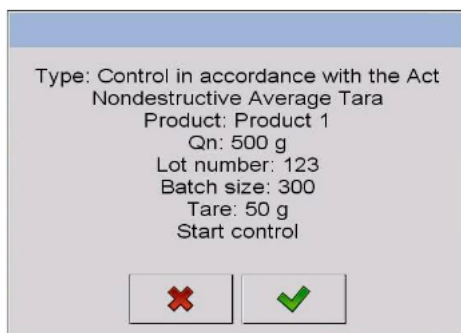 Type: Control in accordance with the Act
Nondestructive Average Tara
Product: Product 1
Qn: 500 g
Lot number: 123
Batch size: 300
Tare: 50 g
Start control